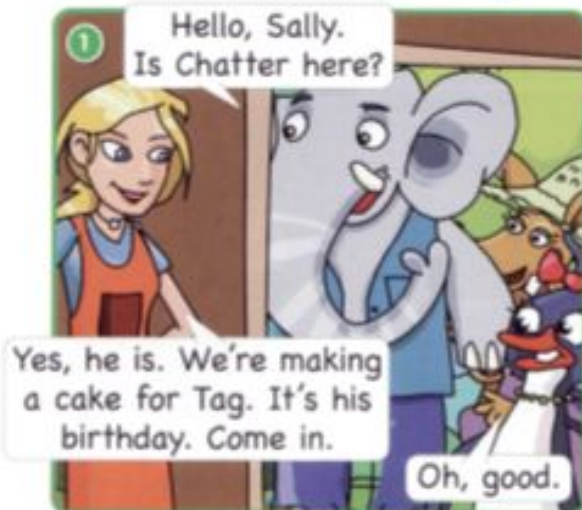 1
Hello, Sally.
Is Chatter here?
Yes, he is. We're making
a cake for Tag. It's his
birthday. Come in.
Oh, good.